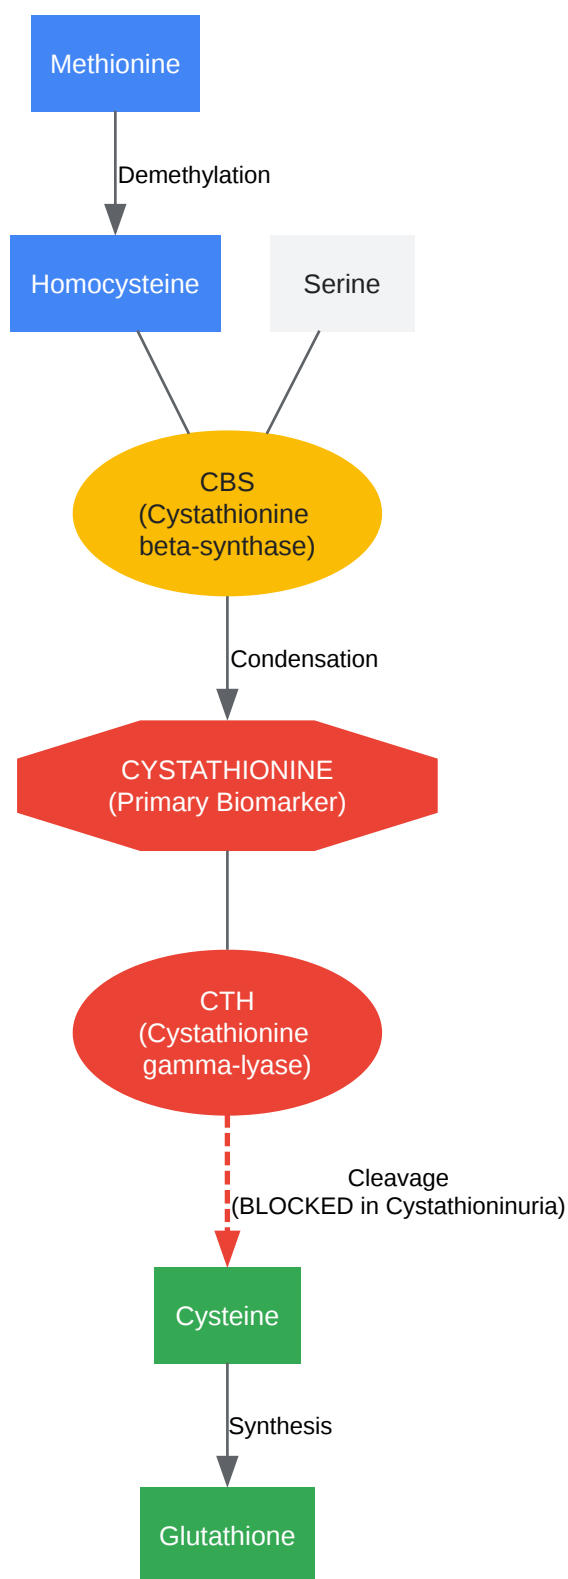 Methionine
Demethylation
Homocysteine
Serine
CBS
(Cystathionine
beta-synthase)
Condensation
CYSTATHIONINE
(Primary Biomarker)
CTH
(Cystathionine
gamma-lyase)
Cleavage
(BLOCKED in Cystathioninuria)
Cysteine
Synthesis
Glutathione